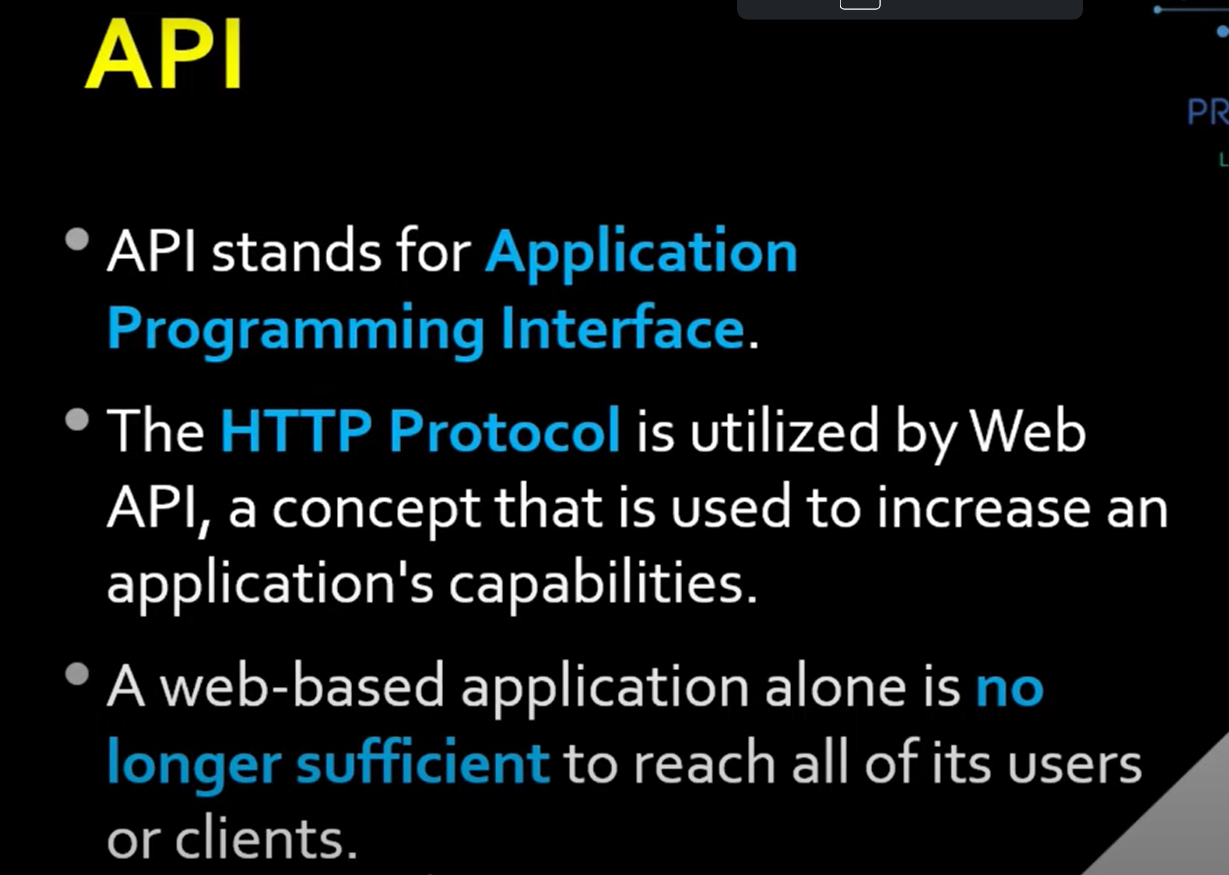 API
PR
L
• API stands for Application
Programming Interface.
• The HTTP Protocol is utilized by Web
API, a concept that is used to increase an
application's capabilities.
• A web-based application alone is no
longer sufficient to reach all of its users
or clients.